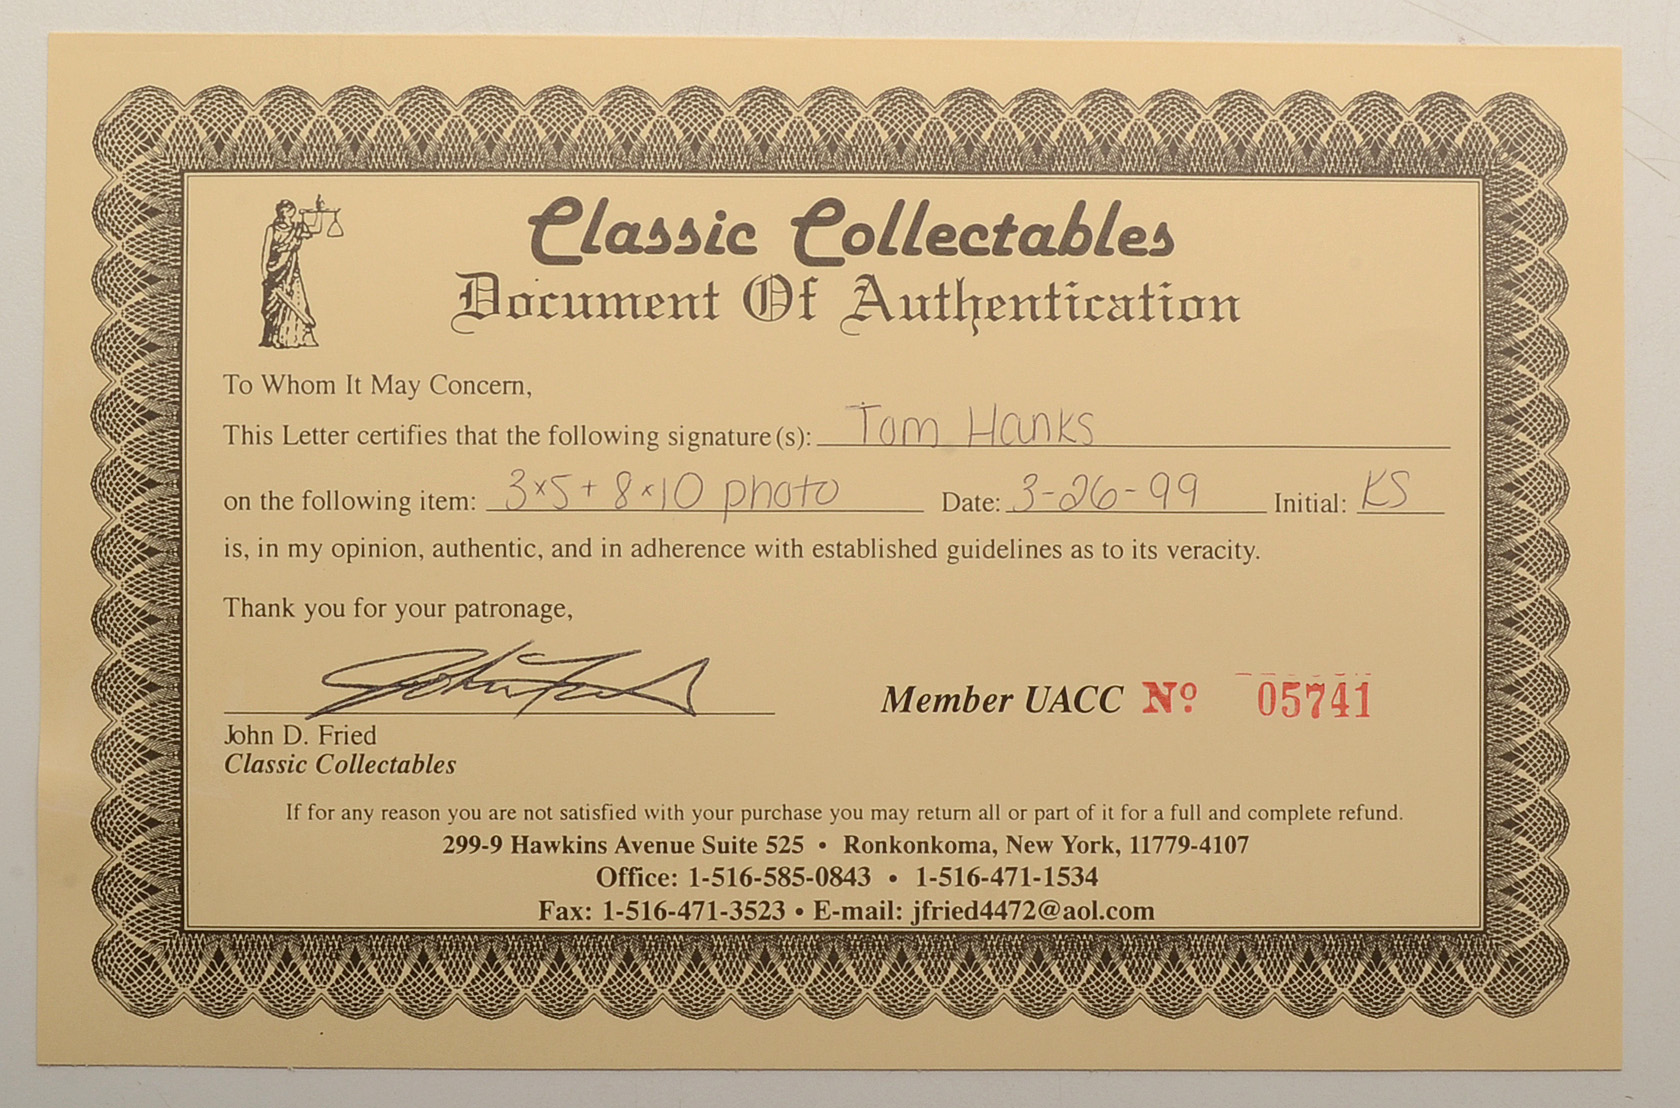 Classic Collectables
Document Of Authentication
To Whom It May Concern,
This Letter certifies that the following signature(s): Tom Hanks
on the following item: 3x5 + 8x10 photo Date: 3-26-99 Initial: KS
is, in my opinion, authentic, and in adherence with established guidelines as to its veracity.
Thank you for your patronage,
John D. Fried
Member UACC Nº 05741
John D. Fried
Classic Collectables
If for any reason you are not satisfied with your purchase you may return all or part of it for a full and complete refund.
299-9 Hawkins Avenue Suite 525 • Ronkonkoma, New York, 11779-4107
Office: 1-516-585-0843 • 1-516-471-1534
Fax: 1-516-471-3523 • E-mail: jfried4472@aol.com